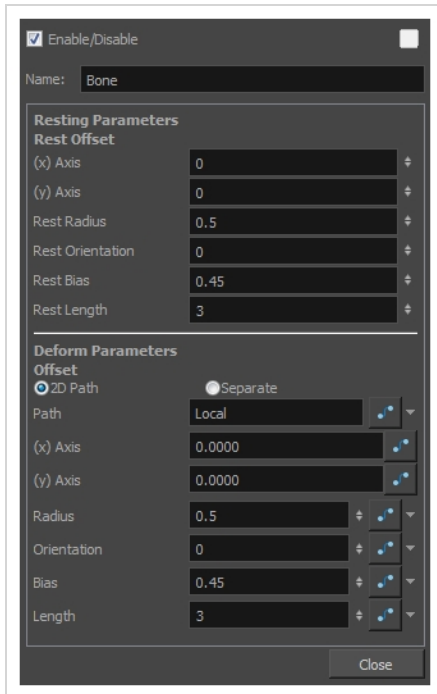 Enable/Disable
Name: Bone
Resting Parameters
Rest Offset
(x) Axis 0
(y) Axis 0
Rest Radius 0.5
Rest Orientation 0
Rest Bias 0.45
Rest Length 3
Deform Parameters
Offset
2D Path Separate
Path Local
(x) Axis 0.0000
(y) Axis 0.0000
Radius 0.5
Orientation 0
Bias 0.45
Length 3
Close